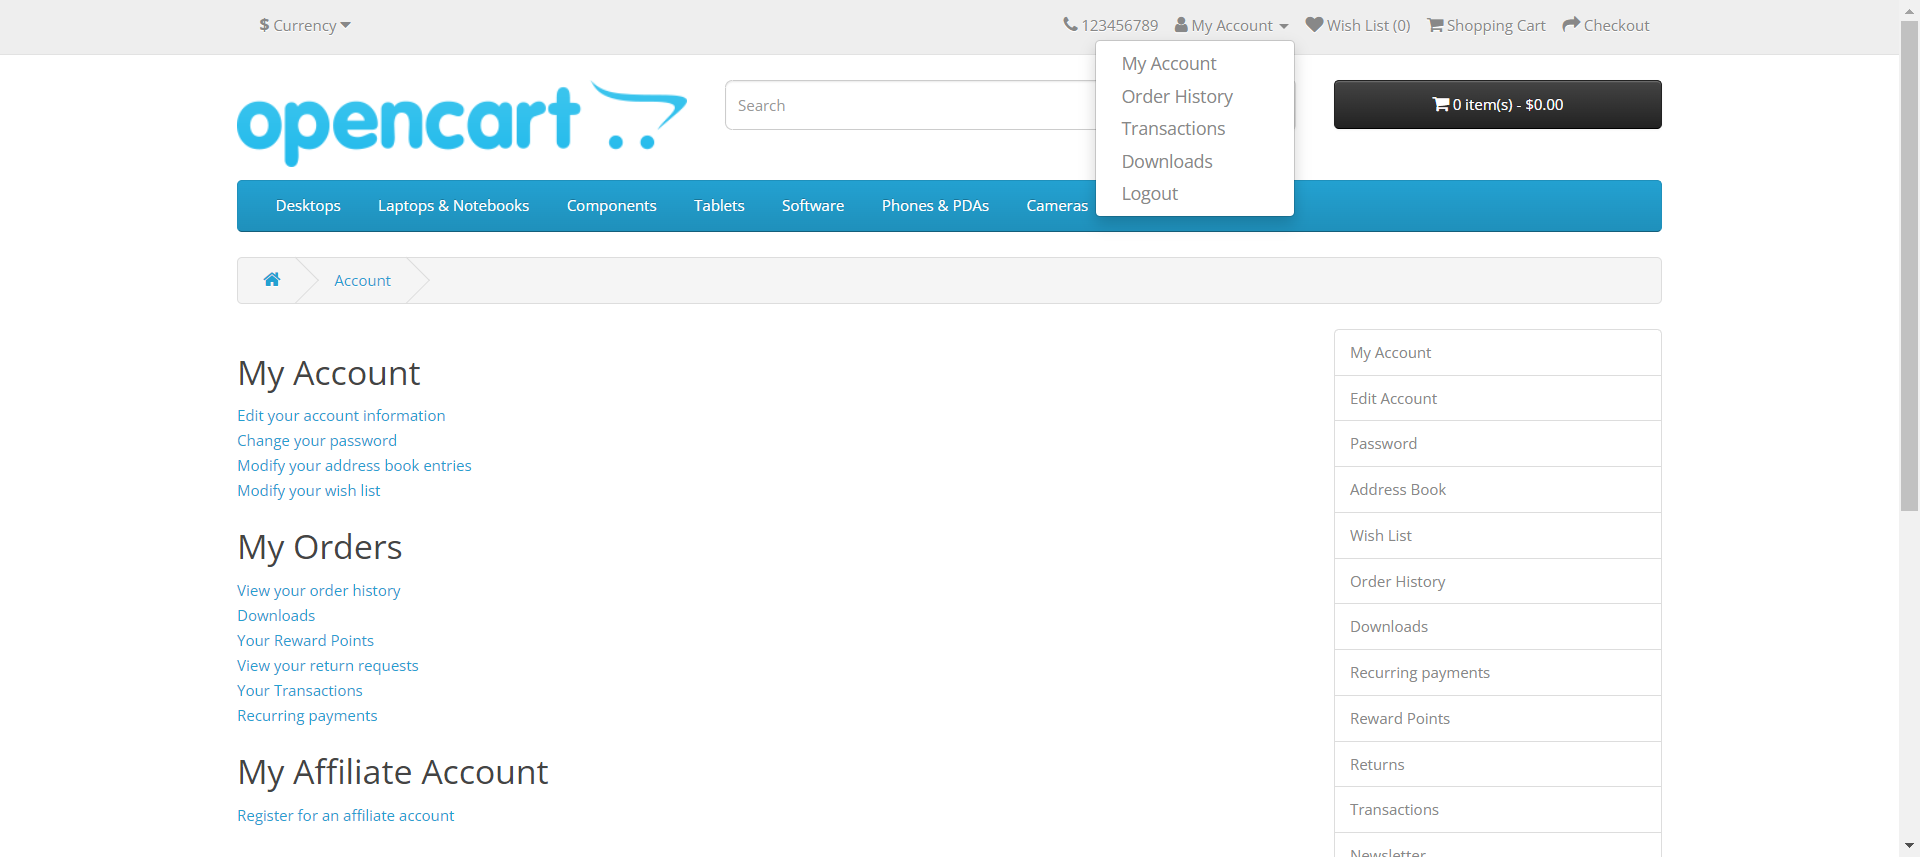 $ Currency
123456789 My Account Wish List (0) Shopping Cart Checkout
My Account
Order History
Transactions
Downloads
Logout
opencart
Search
0 item(s) - $0.00
Desktops Laptops & Notebooks Components Tablets Software Phones & PDAs Cameras
Account
My Account
Edit your account information
Change your password
Modify your address book entries
Modify your wish list
My Orders
View your order history
Downloads
Your Reward Points
View your return requests
Your Transactions
Recurring payments
My Affiliate Account
Register for an affiliate account
My Account
Edit Account
Password
Address Book
Wish List
Order History
Downloads
Recurring payments
Reward Points
Returns
Transactions
Newsletter